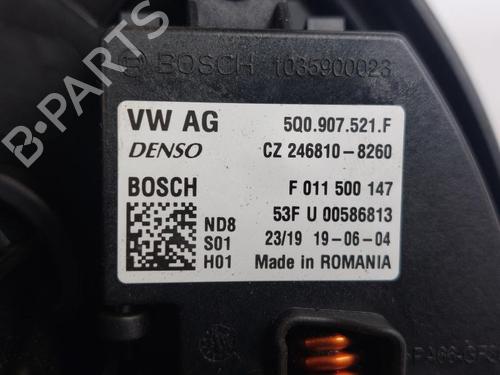 BOSCH 1035900023
VW AG 5Q0.907.521.F
DENSO CZ 246810-8260
BOSCH F 011 500 147
ND8 53F U 00586813
S01 23/19 19-06-04
H01 Made in ROMANIA